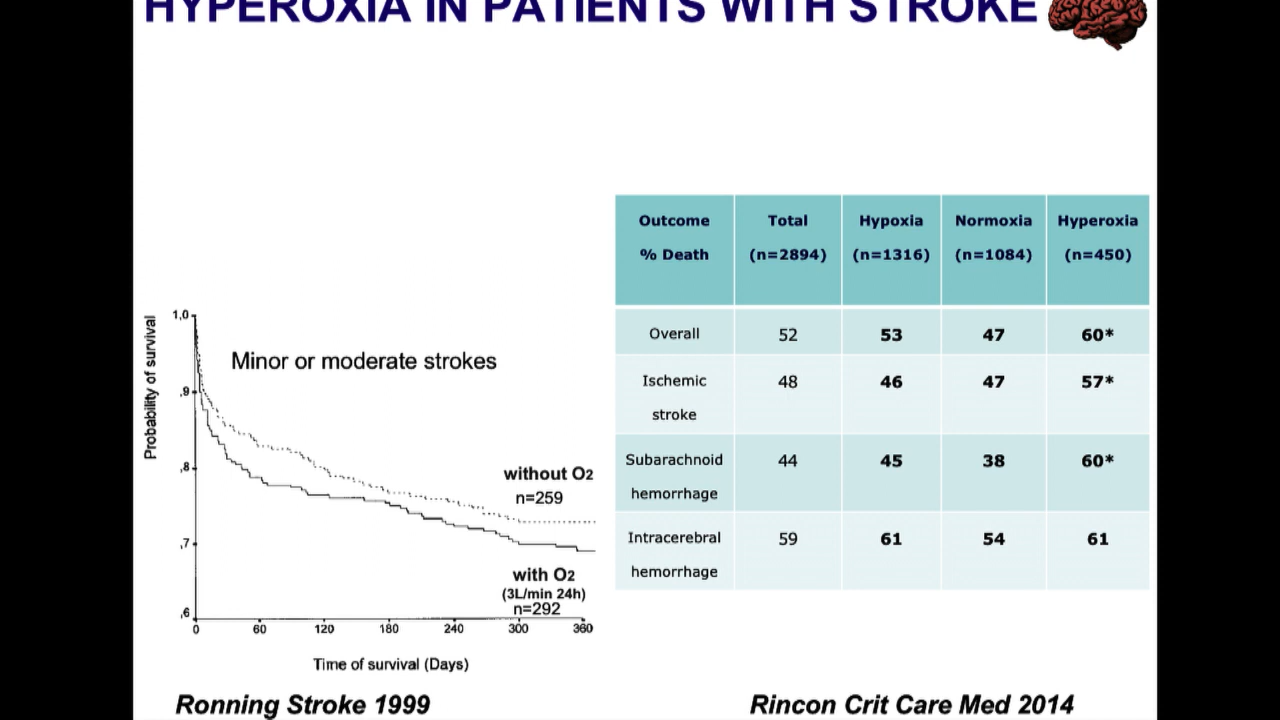 HYPEROXIA IN PATIENTS WITH STROKE
Outcome
% Death
Total
(n=2894)
Hypoxia
(n=1316)
Normoxia
(n=1084)
Hyperoxia
(n=450)
Overall 52 53 47 60*
Ischemic
stroke
48 46 47 57*
Subarachnoid
hemorrhage
44 45 38 60*
Intracerebral
hemorrhage
59 61 54 61
Probability of survival
1,0
,9
,8
,7
,6
Minor or moderate strokes
without O2
n=259
with O2
(3L/min 24h)
n=292
0 60 120 180 240 300 360
Time of survival (Days)
Ronning Stroke 1999
Rincon Crit Care Med 2014